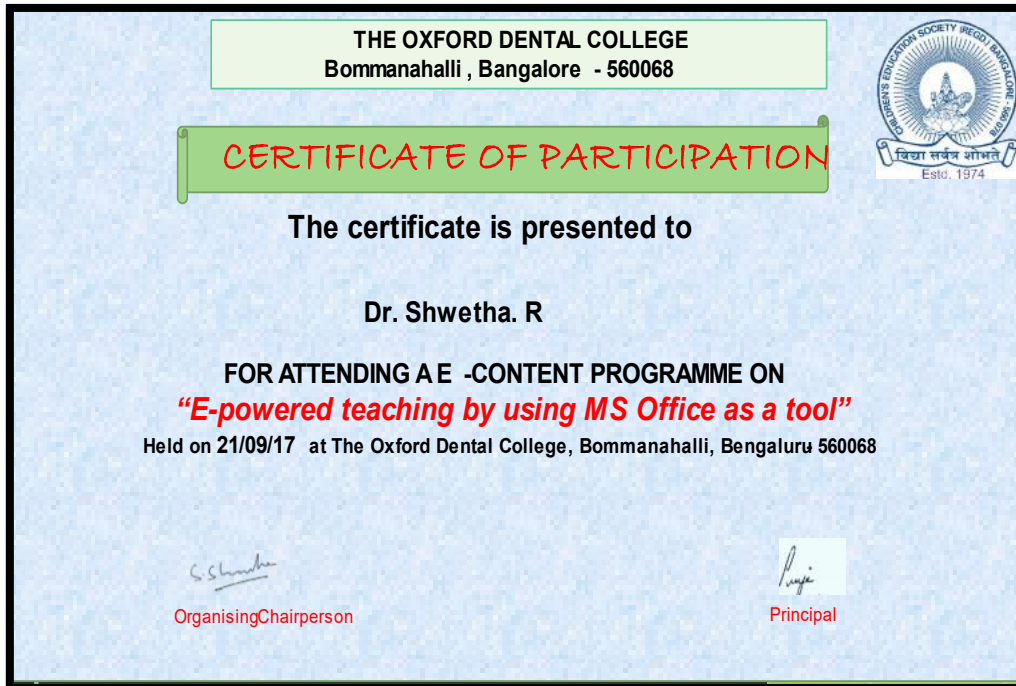 THE OXFORD DENTAL COLLEGE
Bommanahalli , Bangalore - 560068
CHILDREN'S EDUCATION SOCIETY (REGD) BANGALORE - 560 078
विद्या सर्वत्र शोभते
Estd. 1974
CERTIFICATE OF PARTICIPATION
The certificate is presented to
Dr. Shwetha. R
FOR ATTENDING A E -CONTENT PROGRAMME ON
“E-powered teaching by using MS Office as a tool”
Held on 21/09/17 at The Oxford Dental College, Bommanahalli, Bengaluru- 560068
OrganisingChairperson
Principal